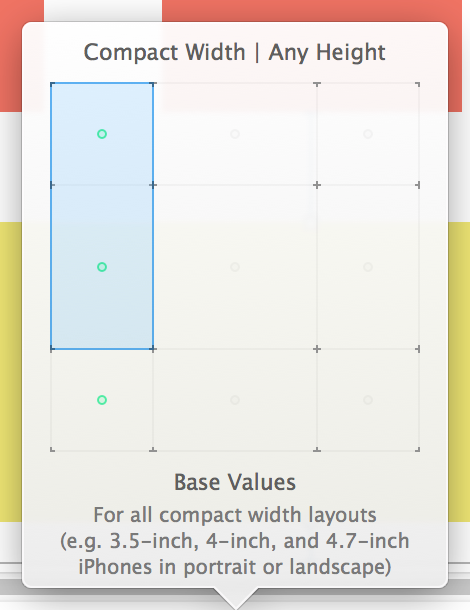 Compact Width | Any Height
Base Values
For all compact width layouts
(e.g. 3.5-inch, 4-inch, and 4.7-inch
iPhones in portrait or landscape)